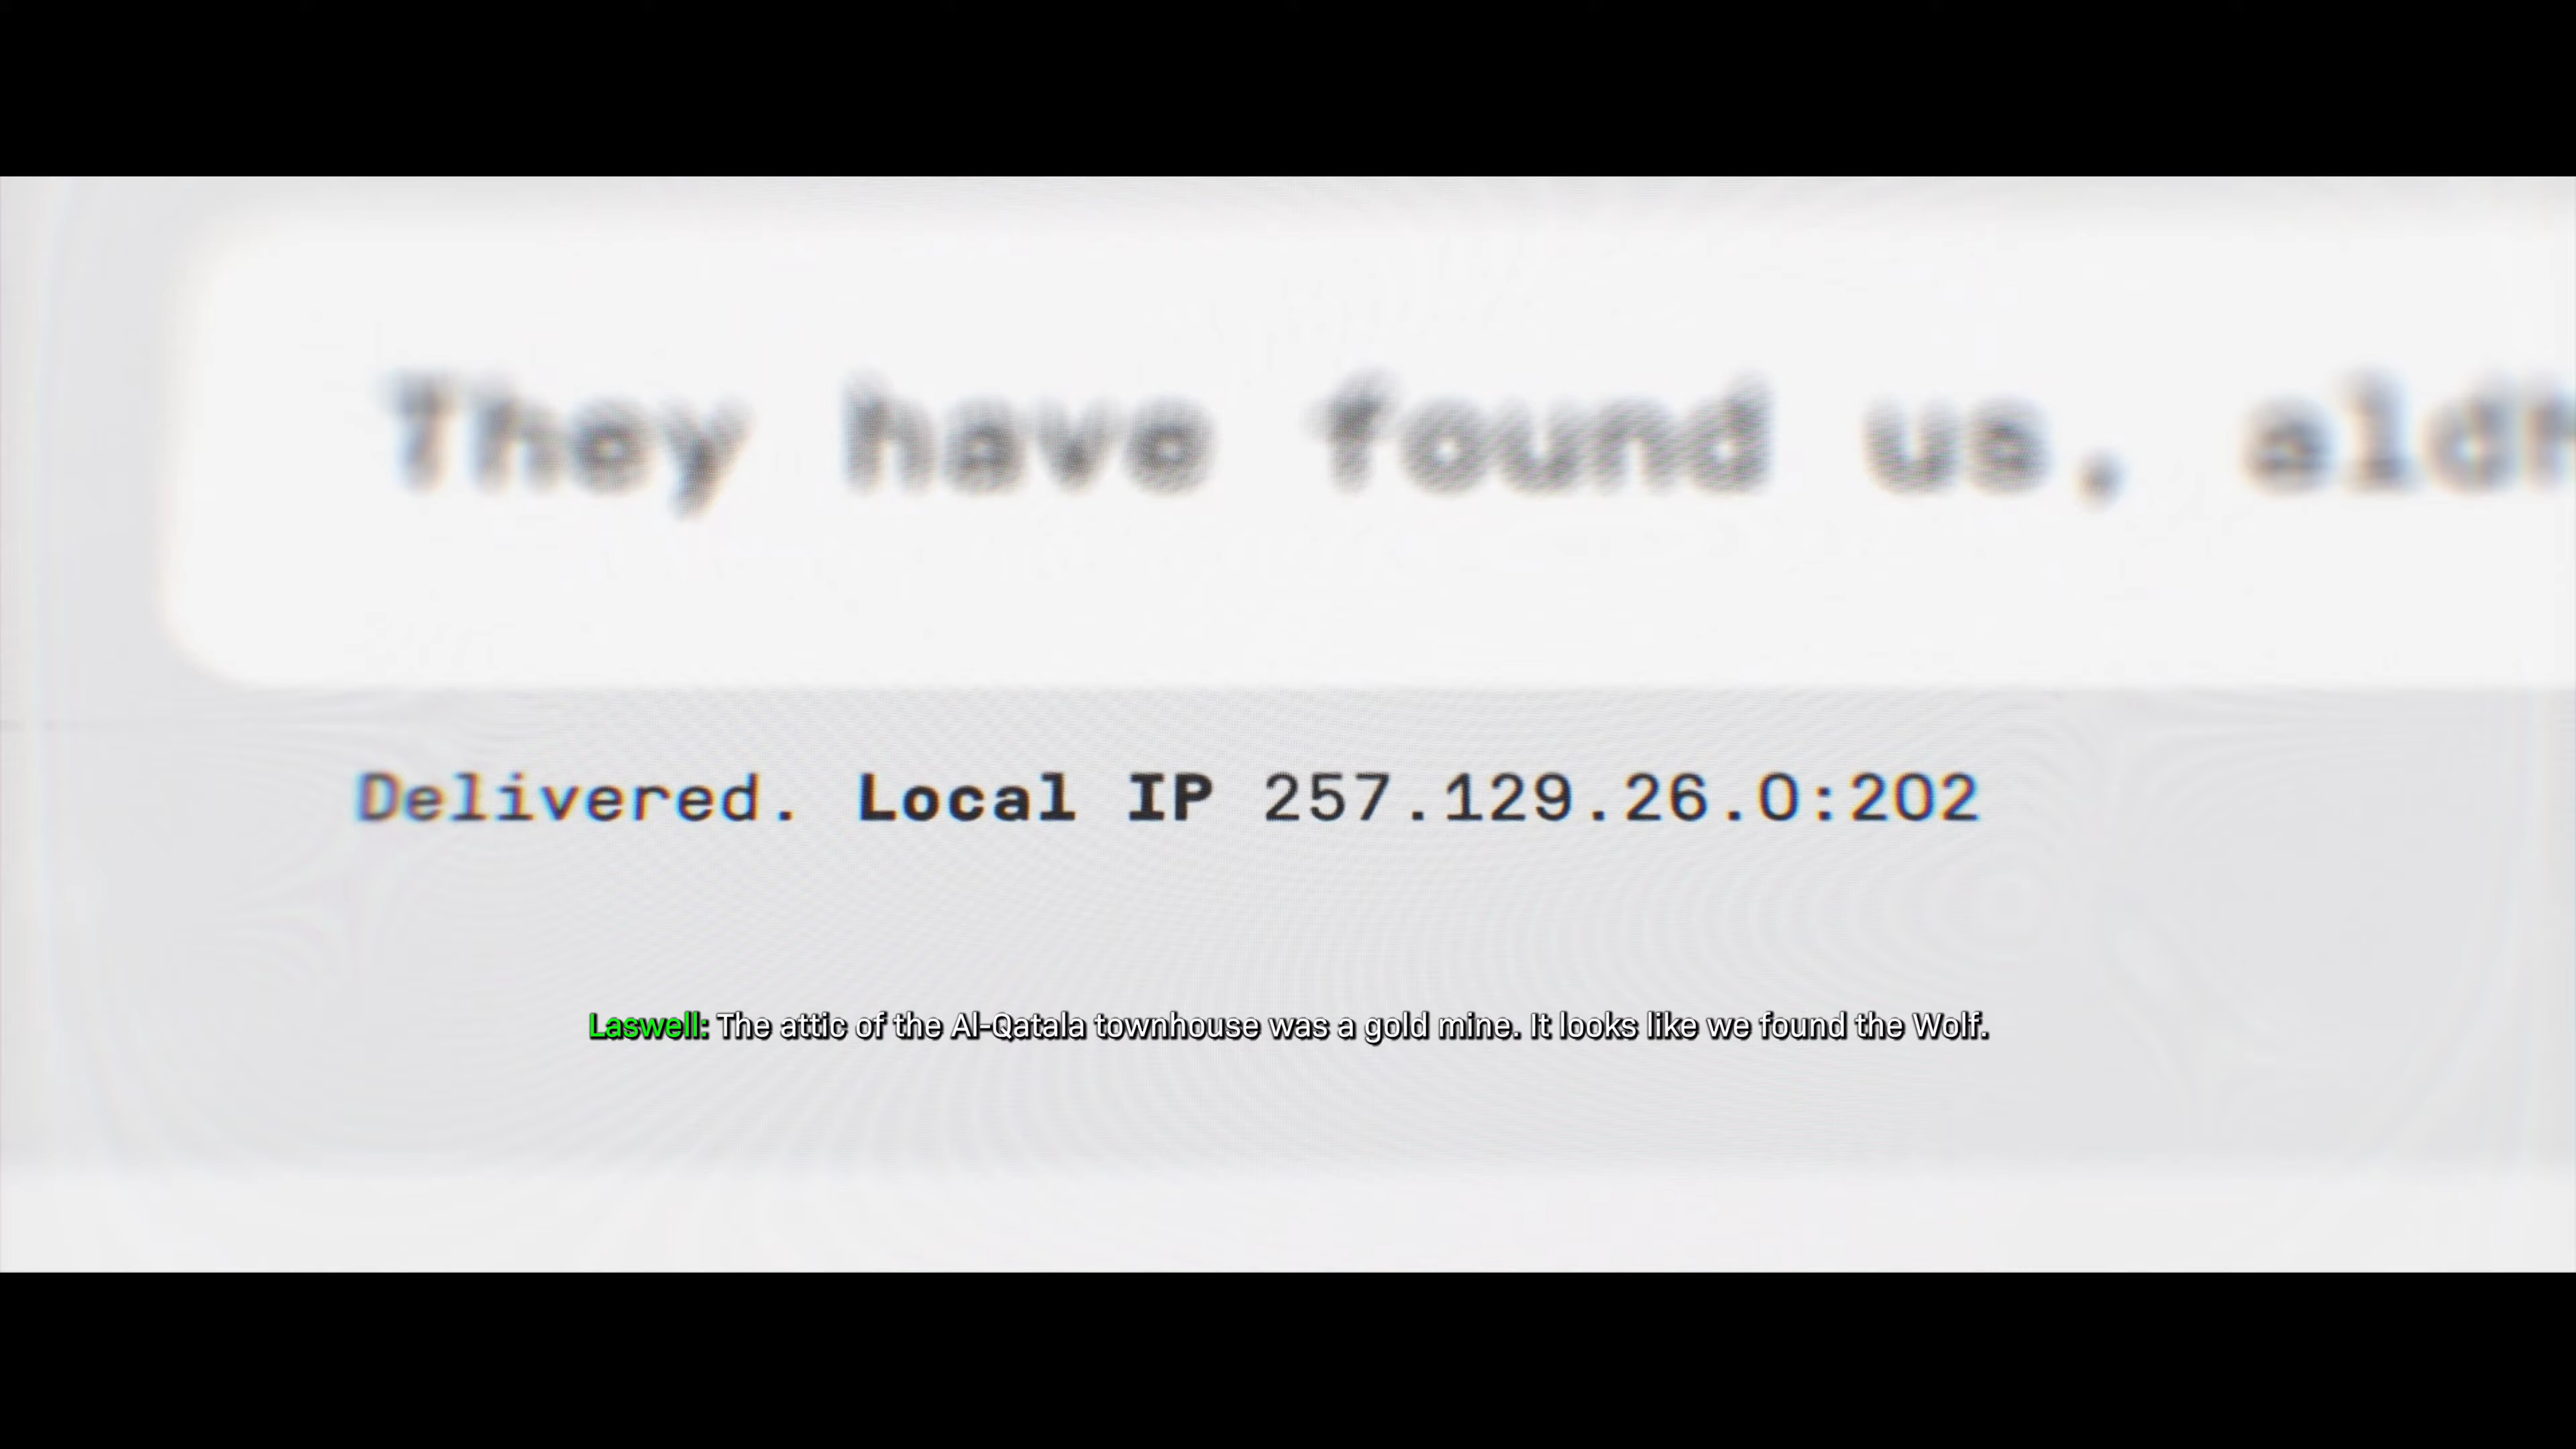 They have found us,
Delivered. Local IP 257.129.26.0:202
Laswell: The attic of the Al-Qatala townhouse was a gold mine. It looks like we found the Wolf.